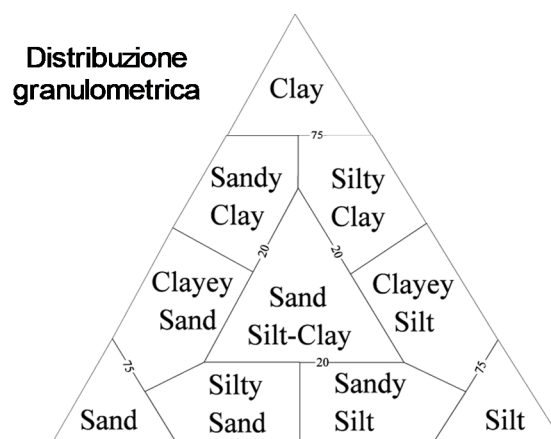 Distribuzione
granulometrica
Clay
75
Sandy
Clay
Silty
Clay
20
20
Clayey
Sand
Sand
Silt-Clay
Clayey
Silt
75
20
75
Silty
Sand
Sandy
Silt
Sand
Silt